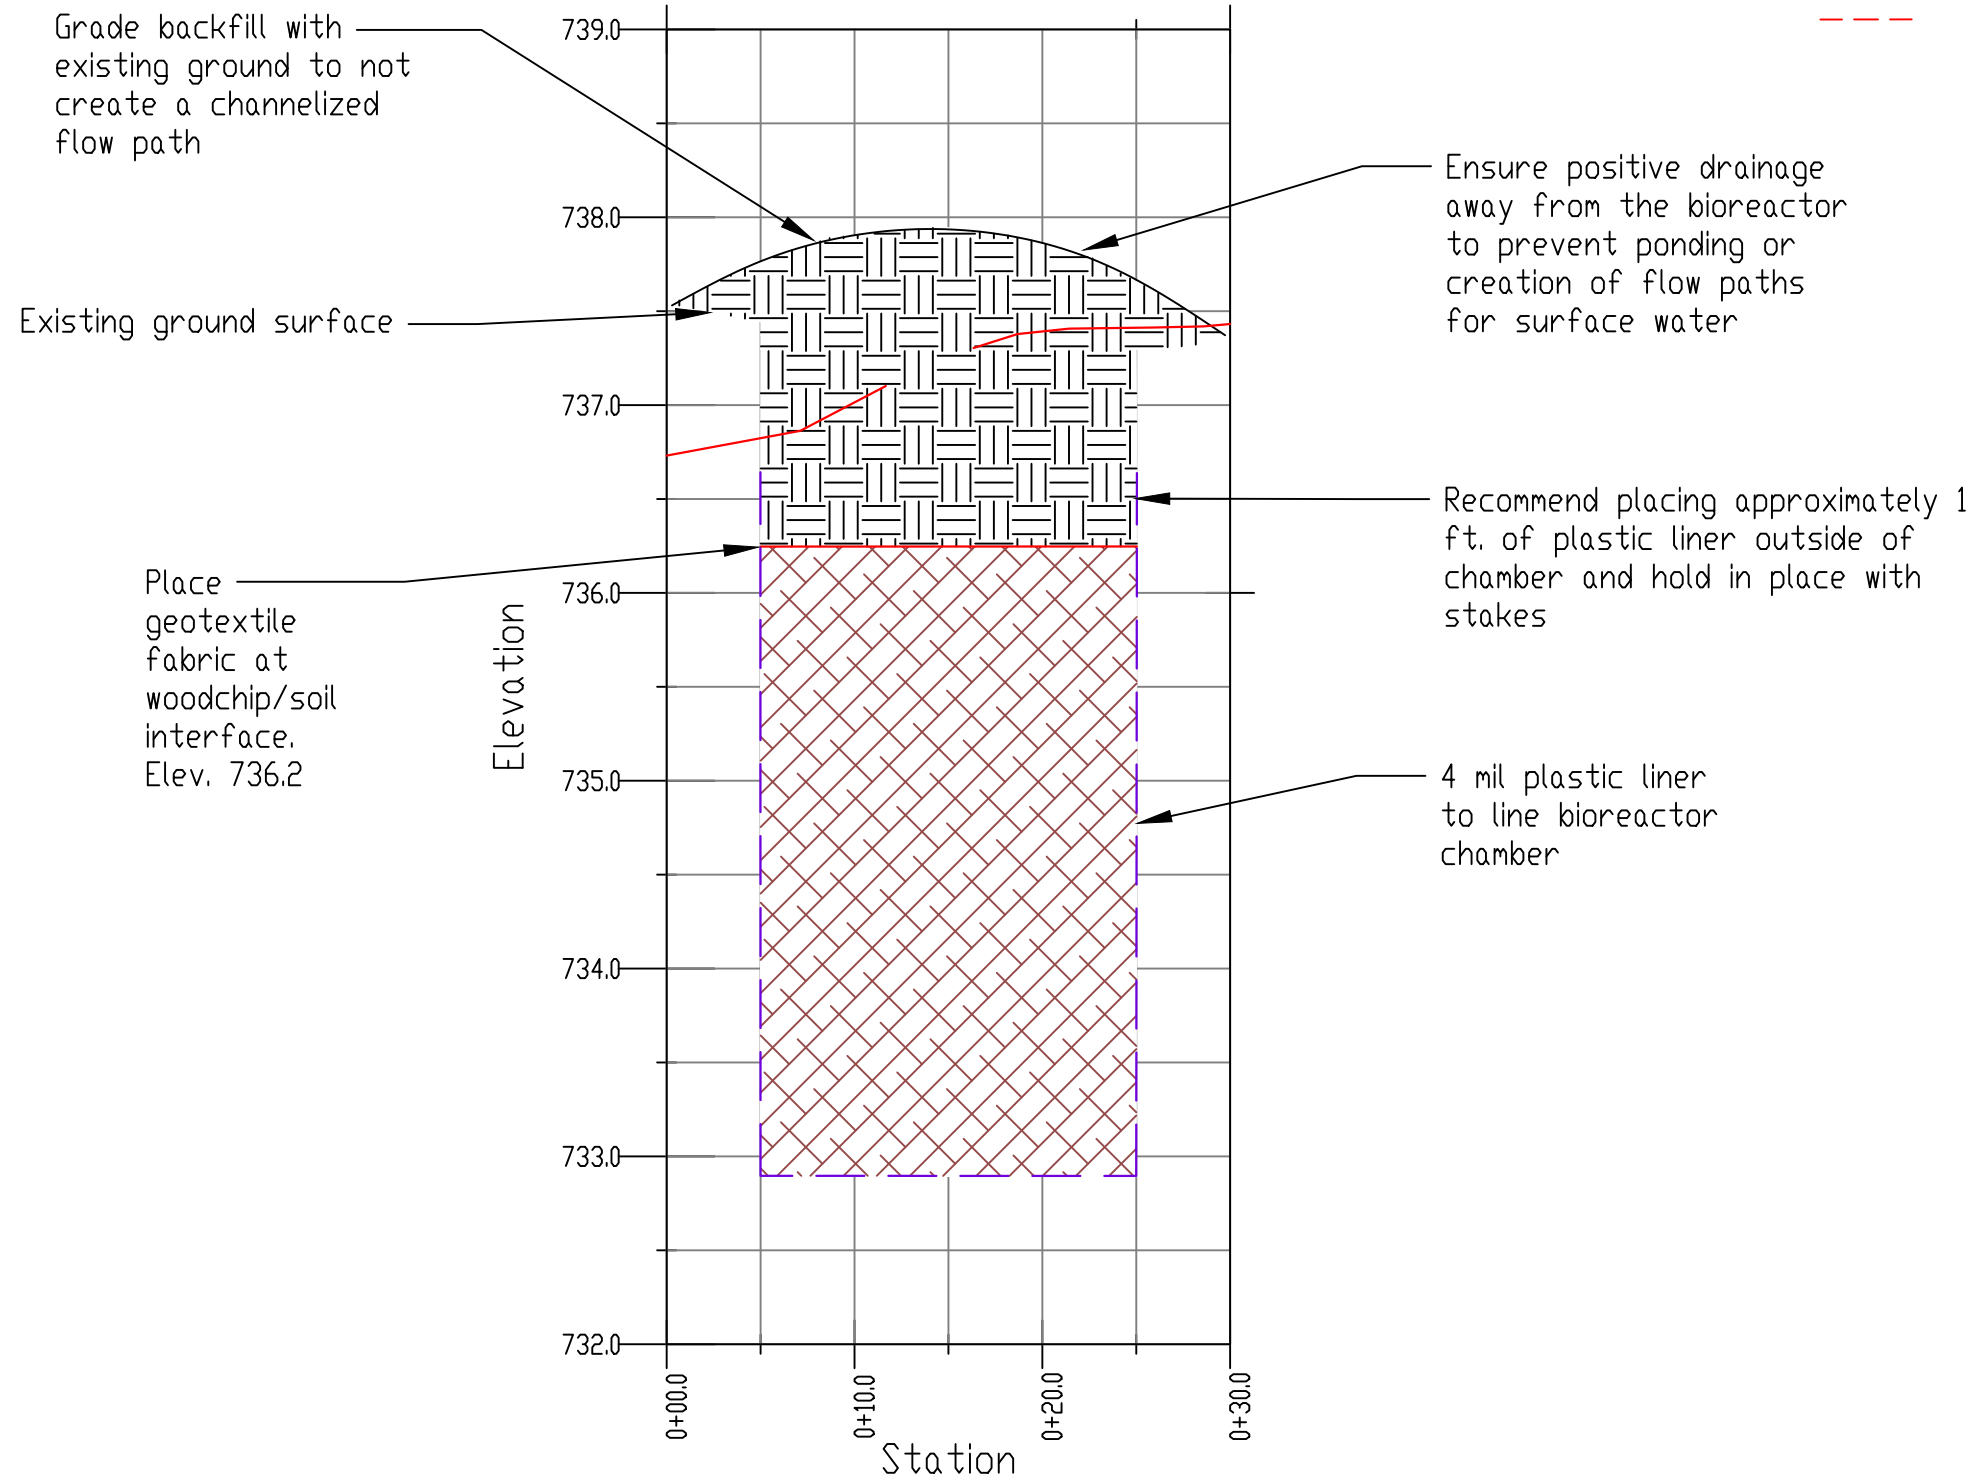 Grade backfill with
existing ground to not
create a channelized
flow path
Existing ground surface
Place
geotextile
fabric at
woodchip/soil
interface.
Elev. 736.2
Elevation
739.0
738.0
737.0
736.0
735.0
734.0
733.0
732.0
0+00.0
0+10.0
0+20.0
0+30.0
Station
Ensure positive drainage
away from the bioreactor
to prevent ponding or
creation of flow paths
for surface water
Recommend placing approximately 1
ft. of plastic liner outside of
chamber and hold in place with
stakes
4 mil plastic liner
to line bioreactor
chamber